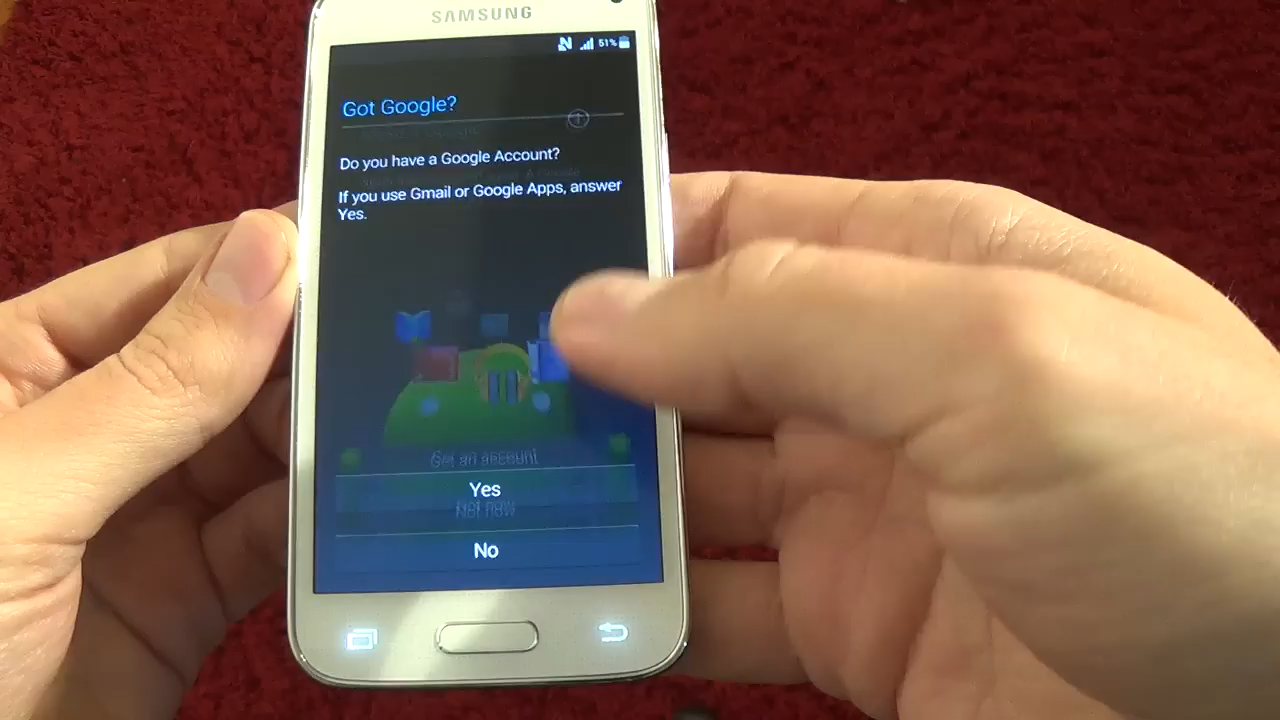 SAMSUNG
51%
Got Google?
Do you have a Google Account?
If you use Gmail or Google Apps, answer
Yes.
Get an account
Yes
Not now
No